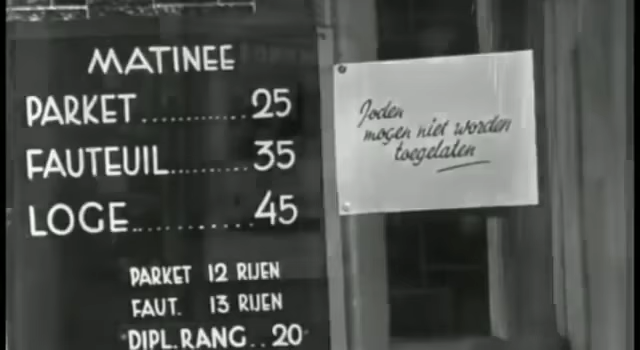 MATINEE
PARKET...........25
FAUTEUIL.........35
LOGE............45
PARKET 12 RIJEN
FAUT. 13 RIJEN
DIPL.RANG..20
Joden
mogen niet worden
toegelaten